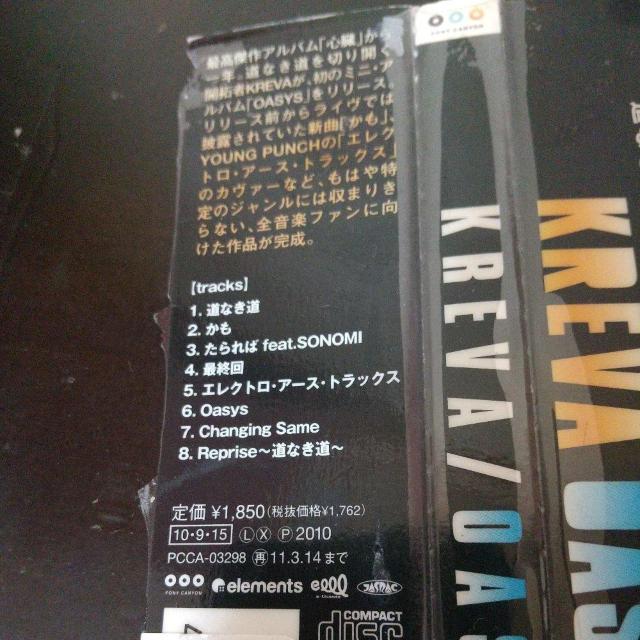 最高傑作アルバム「心臓」か
一年、道なき道を切り開く
開拓者KREVAが、初のミニ・ア
ルバム「OASYS」をリリース
リリース前からライヴでは
披露されていた新曲「かも」、
YOUNG PUNCHの「エレク
トロ・アース・トラックス」
のカヴァーなど、もはや特
定のジャンルには収まりき
らない、全音楽ファンに向
けた作品が完成。
[tracks]
1. 道なき道
2. かも
3. たられば feat.SONOMI
4. 最終回
5. エレクトロ・アース・トラックス
6. Oasys
7. Changing Same
8. Reprise～道なき道～
定価 ¥1,850(税抜価格¥1,762)
10・9・15 Ⓛ Ⓧ Ⓟ 2010
PCCA-03298 再 11.3.14まで
PONY CANYON elements JASRAC
COMPACT
disc
PONY CANYON
KREVA/OAS
KREVA OAS